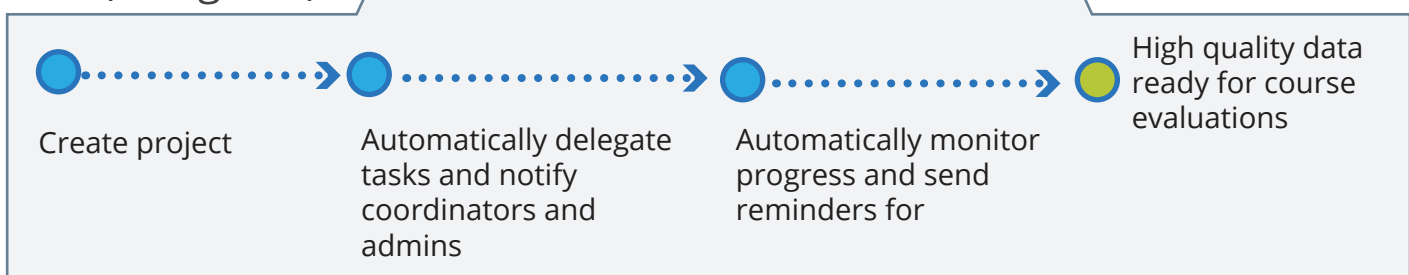 Create project
Automatically delegate
tasks and notify
coordinators and
admins
Automatically monitor
progress and send
reminders for
High quality data
ready for course
evaluations